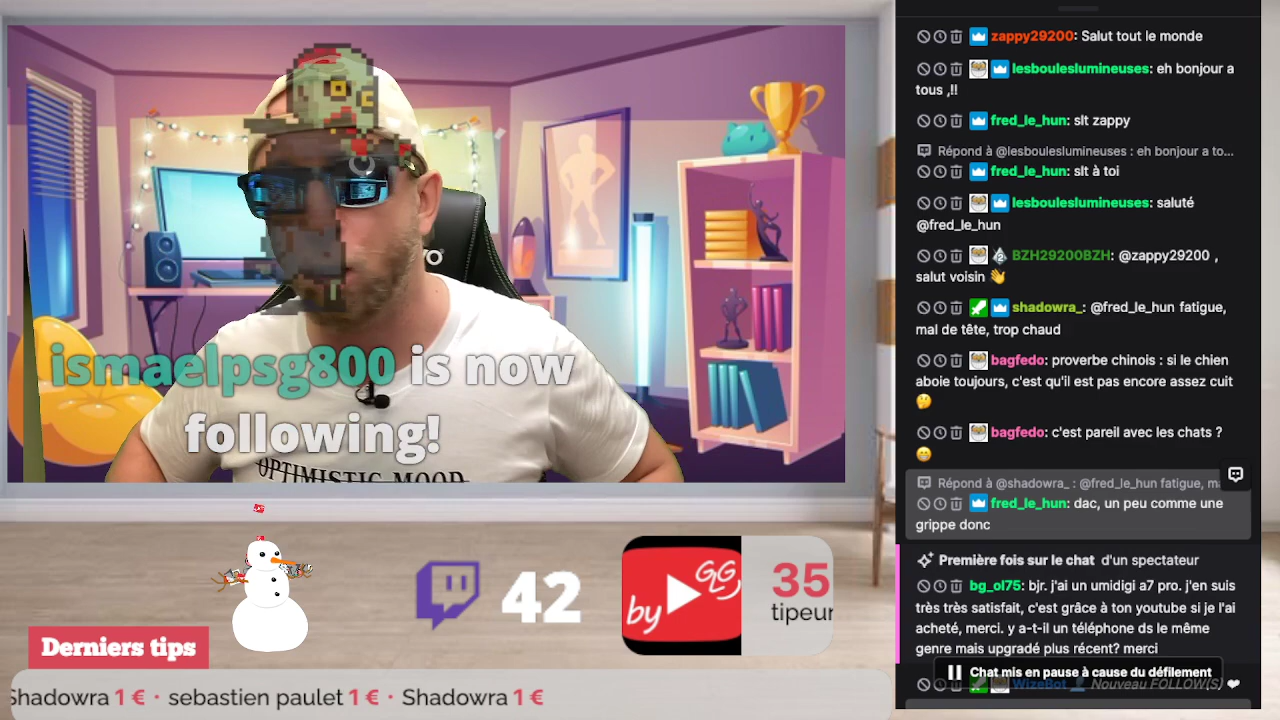 ismaelpsg800 is now
following!
OPTIMISTIC MOOD
42
by GG
35
tipeur
Derniers tips
Shadowra 1 € · sebastien paulet 1 € · Shadowra 1 €
zappy29200: Salut tout le monde
lesbouleslumineuses: eh bonjour a
tous ,!!
fred_le_hun: slt zappy
Répond à @lesbouleslumineuses : eh bonjour a to...
fred_le_hun: slt à toi
lesbouleslumineuses: saluté
@fred_le_hun
BZH29200BZH: @zappy29200 ,
salut voisin 👋
shadowra_: @fred_le_hun fatigue,
mal de tête, trop chaud
bagfedo: proverbe chinois : si le chien
aboie toujours, c'est qu'il est pas encore assez cuit
🤔
bagfedo: c'est pareil avec les chats ?
😁
Répond à @shadowra_ : @fred_le_hun fatigue, m
fred_le_hun: dac, un peu comme une
grippe donc
Première fois sur le chat d'un spectateur
bg_ol75: bjr. j'ai un umidigi a7 pro. j'en suis
très très satisfait, c'est grâce à ton youtube si je l'ai
acheté, merci. y a-t-il un téléphone ds le même
genre mais upgradé plus récent? merci
Chat mis en pause à cause du défilement
WizeBot 👤 Nouveau FOLLOW(S) ❤